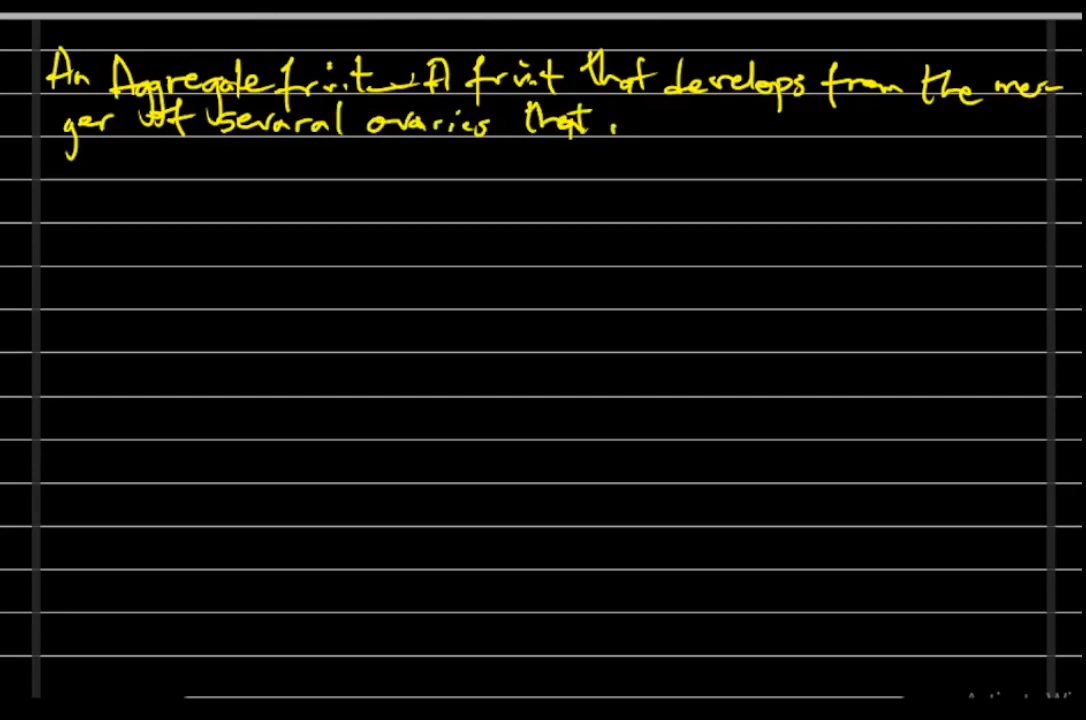 An Aggregate fruit - A fruit that develops from the mer-
ger of several ovaries that